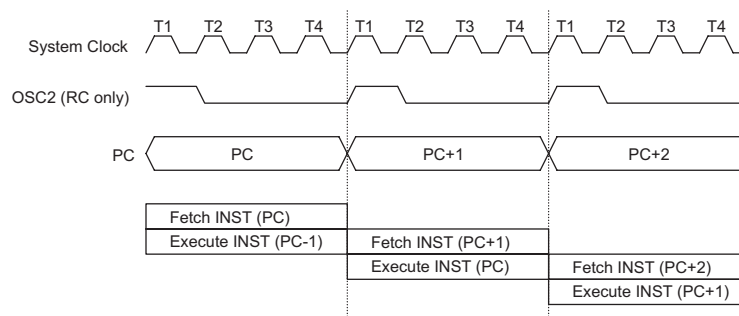 T1 T2 T3 T4 T1 T2 T3 T4 T1 T2 T3 T4
System Clock
OSC2 (RC only)
PC PC PC+1 PC+2
Fetch INST (PC)
Execute INST (PC-1) Fetch INST (PC+1)
Execute INST (PC) Fetch INST (PC+2)
Execute INST (PC+1)